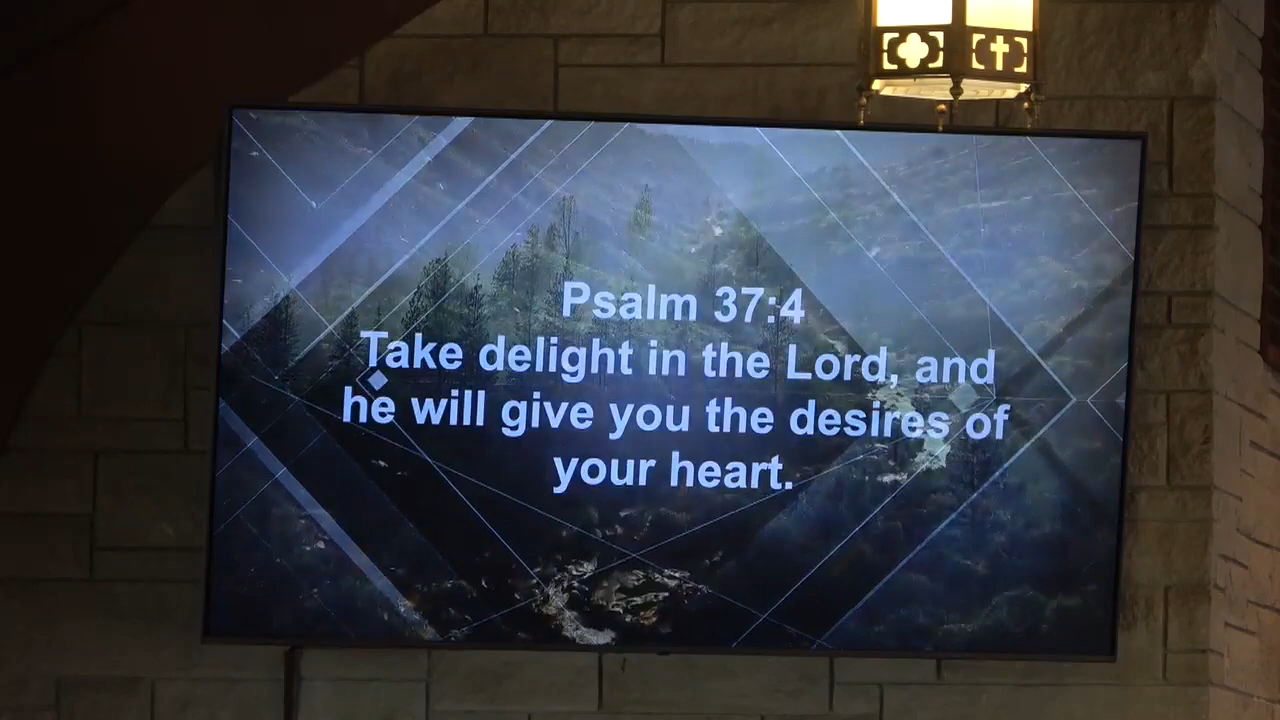 Psalm 37:4
Take delight in the Lord, and
he will give you the desires of
your heart.